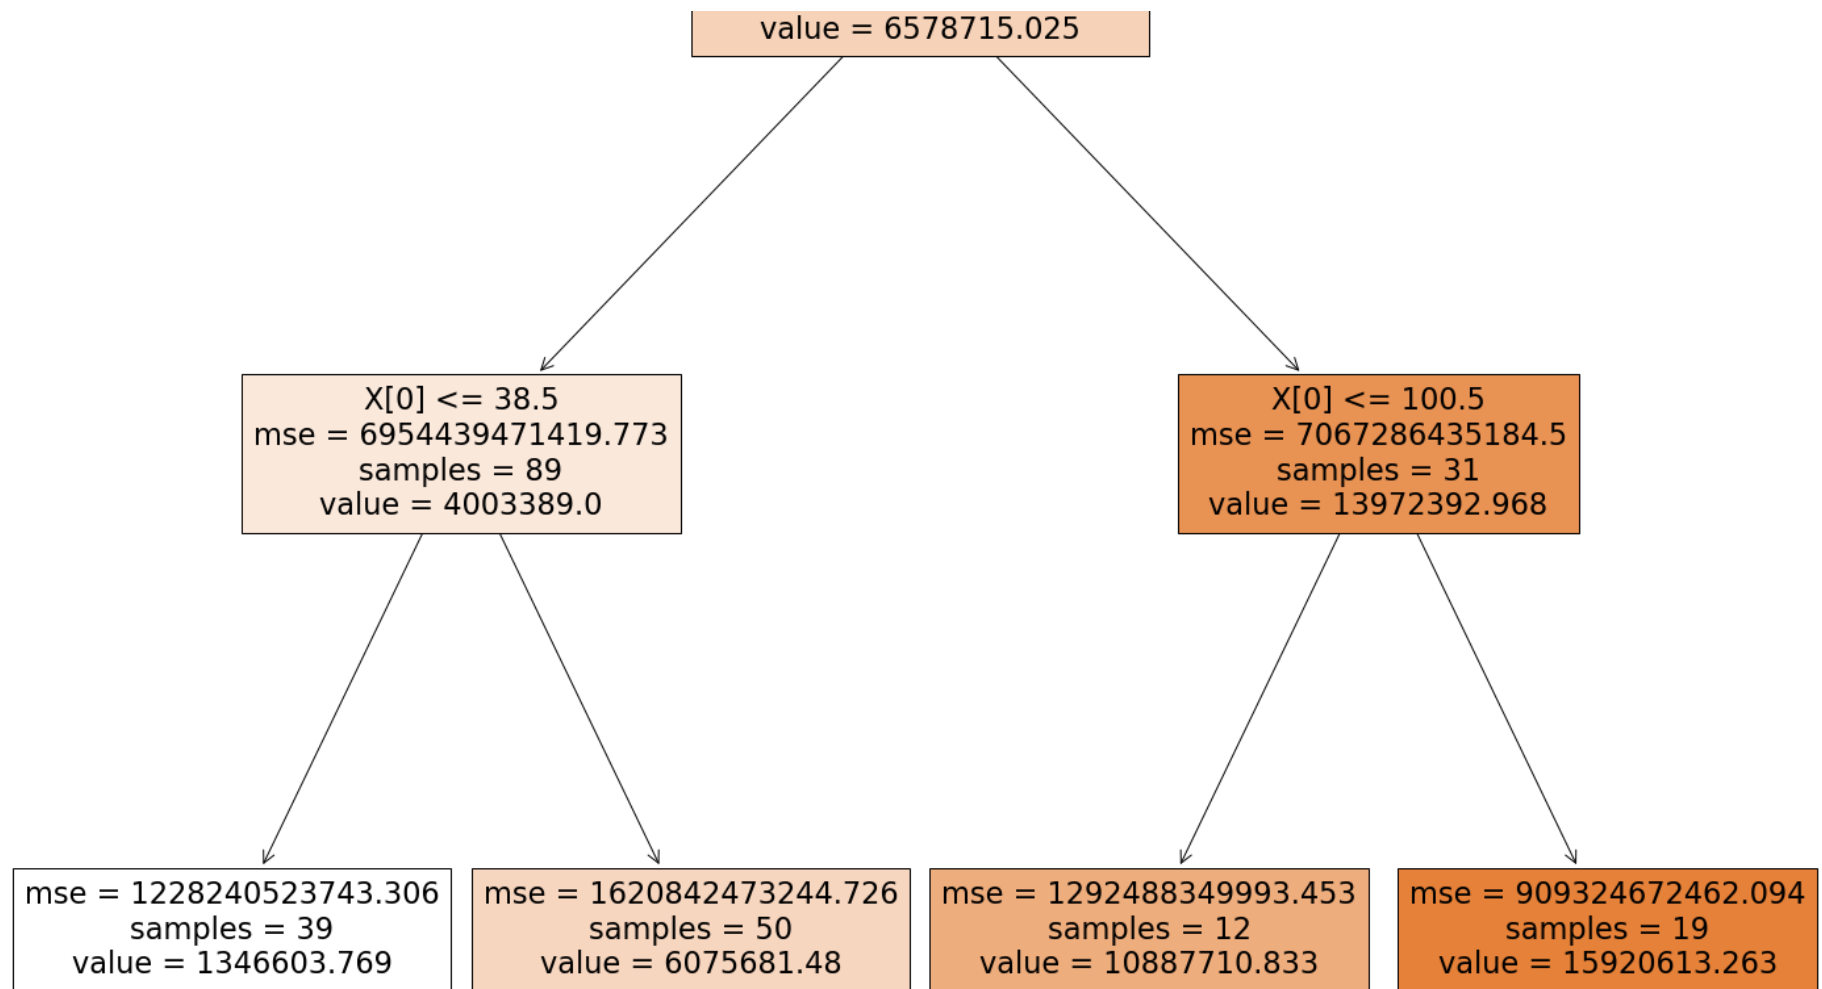 value = 6578715.025
X[0] <= 38.5
mse = 6954439471419.773
samples = 89
value = 4003389.0
X[0] <= 100.5
mse = 7067286435184.5
samples = 31
value = 13972392.968
mse = 1228240523743.306
samples = 39
value = 1346603.769
mse = 1620842473244.726
samples = 50
value = 6075681.48
mse = 1292488349993.453
samples = 12
value = 10887710.833
mse = 909324672462.094
samples = 19
value = 15920613.263